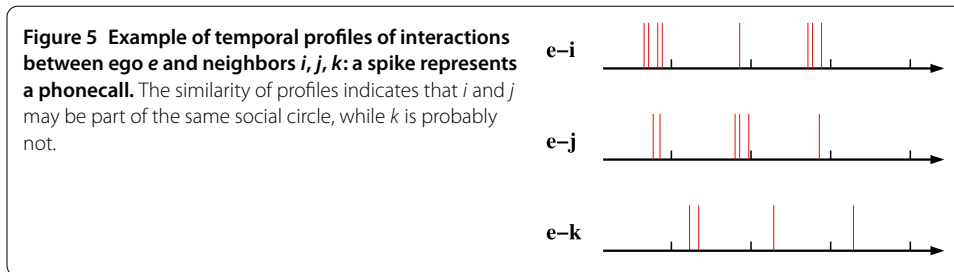 Figure 5 Example of temporal profiles of interactions
between ego e and neighbors i, j, k: a spike represents
a phonecall. The similarity of profiles indicates that i and j
may be part of the same social circle, while k is probably
not.
e–i
e–j
e–k